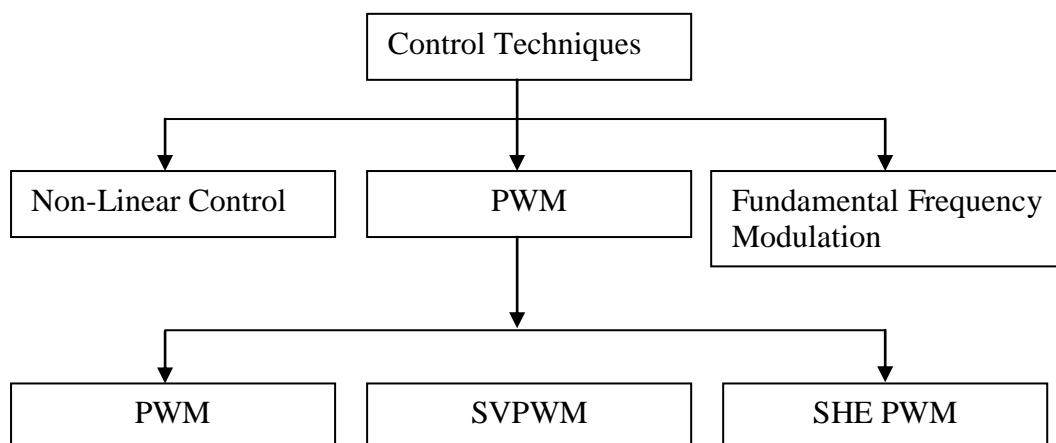 Control Techniques
Non-Linear Control
PWM
Fundamental Frequency
Modulation
PWM
SVPWM
SHE PWM